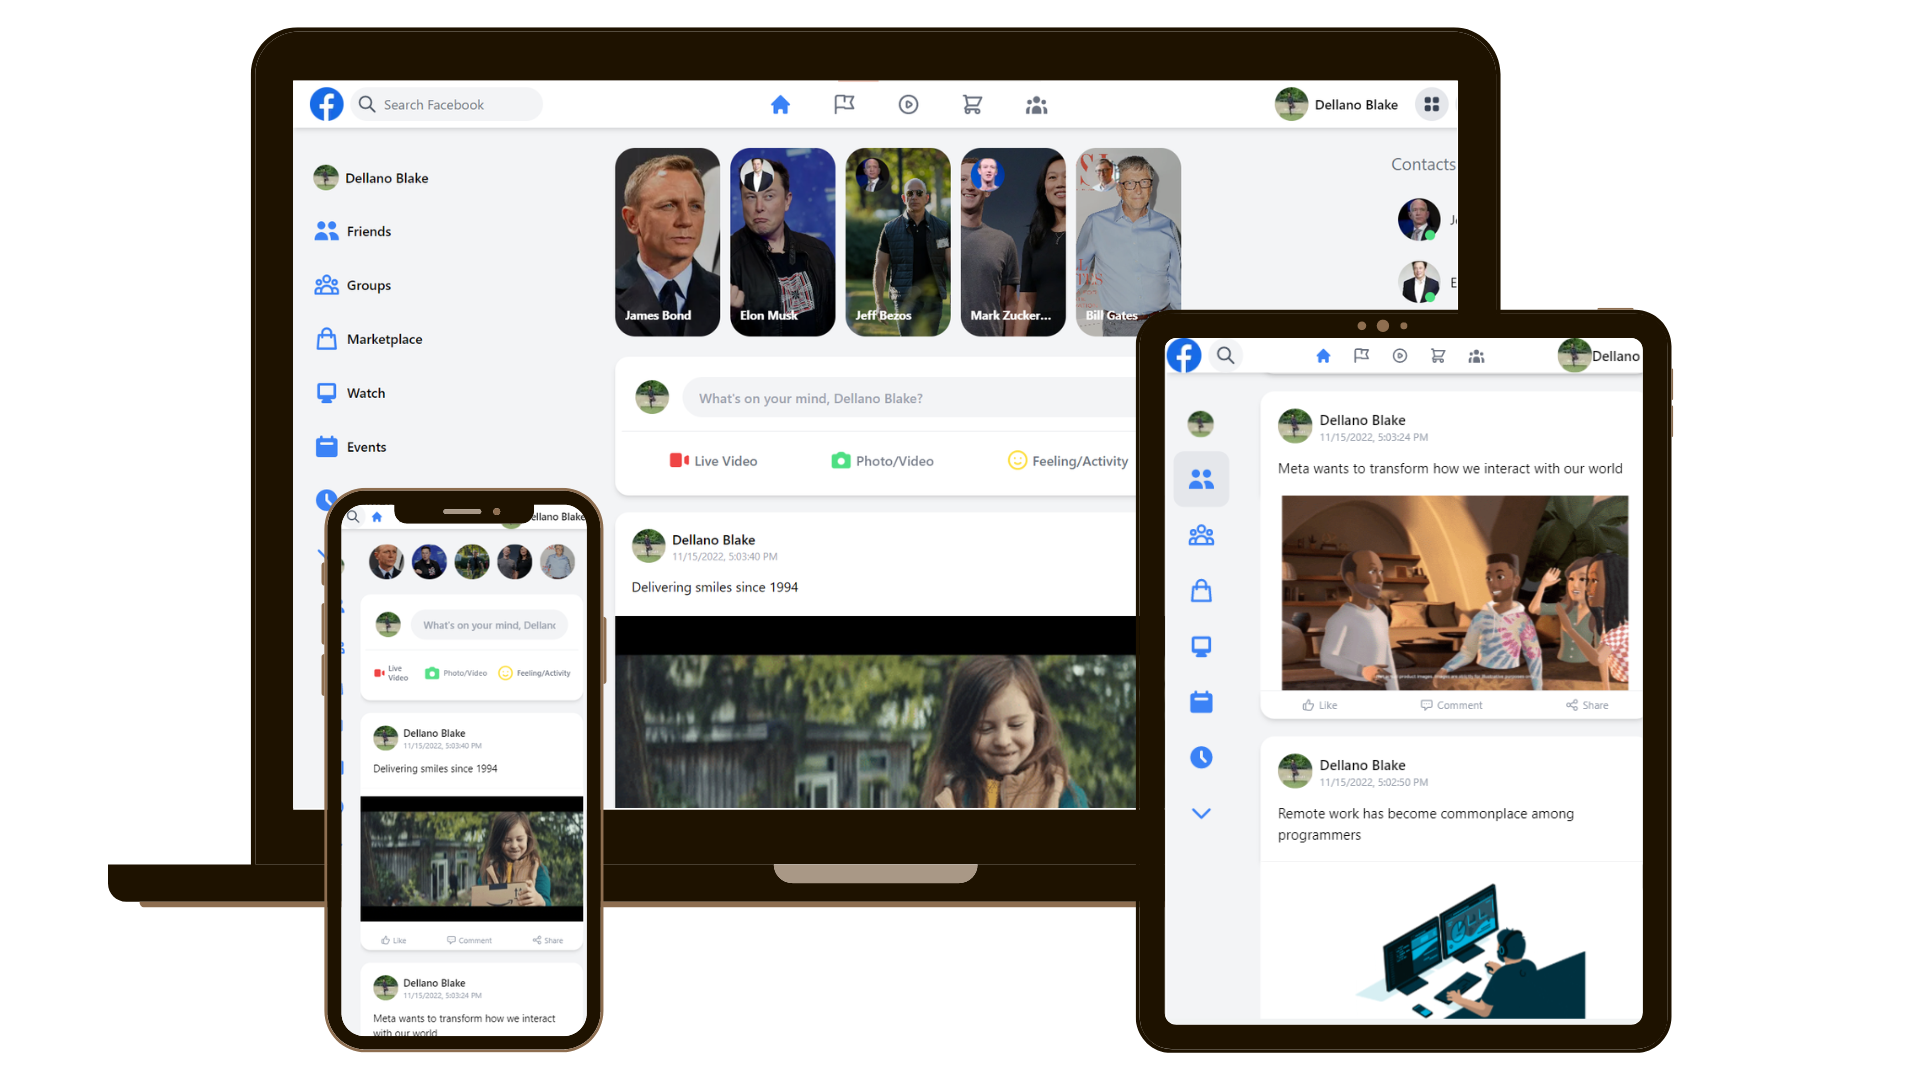 Search Facebook
Dellano Blake
Dellano Blake
Friends
Groups
Marketplace
Watch
Events
James Bond
Elon Musk
Jeff Bezos
Mark Zucker...
Bill Gates
Contacts
J
E
What's on your mind, Dellano Blake?
Live Video
Photo/Video
Feeling/Activity
Dellano Blake
11/15/2022, 5:03:40 PM
Delivering smiles since 1994
ellano Blake
What's on your mind, Dellano
Live
Video
Photo/Video
Feeling/Activity
Dellano Blake
11/15/2022, 5:03:40 PM
Delivering smiles since 1994
Like
Comment
Share
Dellano Blake
11/15/2022, 5:03:24 PM
Meta wants to transform how we interact
with our world
Dellano
Dellano Blake
11/15/2022, 5:03:24 PM
Meta wants to transform how we interact with our world
Like
Comment
Share
Dellano Blake
11/15/2022, 5:02:50 PM
Remote work has become commonplace among
programmers